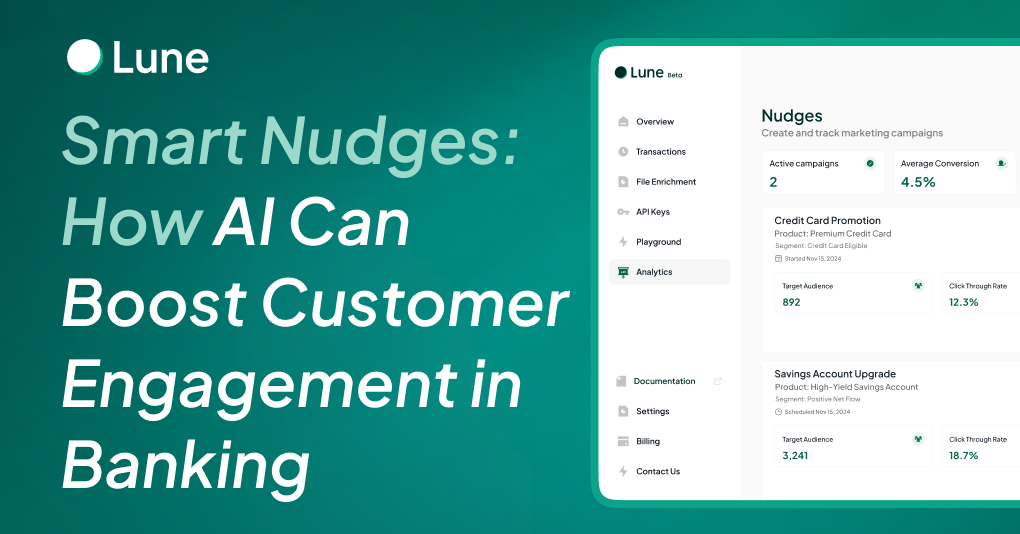 Lune
Smart Nudges:
How AI Can
Boost Customer
Engagement in
Banking
Lune Beta
Overview
Transactions
File Enrichment
API Keys
Playground
Analytics
Documentation
Settings
Billing
Contact Us
Nudges
Create and track marketing campaigns
Active campaigns
2
Average Conversion
4.5%
Credit Card Promotion
Product: Premium Credit Card
Segment: Credit Card Eligible
Started Nov 15, 2024
Target Audience
892
Click Through Rate
12.3%
Savings Account Upgrade
Product: High-Yield Savings Account
Segment: Positive Net Flow
Scheduled Nov 15, 2024
Target Audience
3,241
Click Through Rate
18.7%